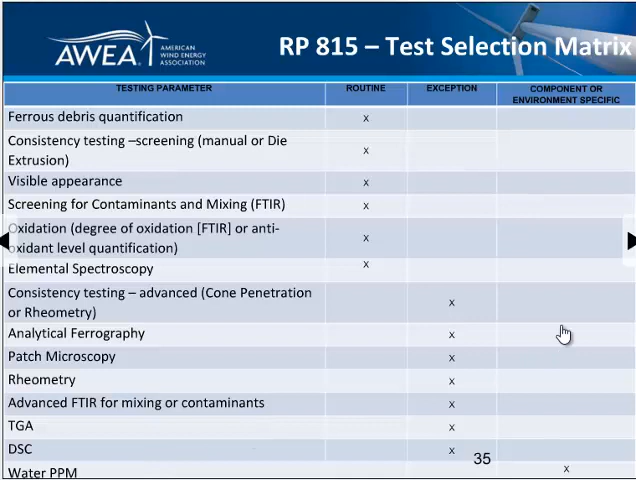 AWEA
AMERICAN
WIND ENERGY
ASSOCIATION
RP 815 – Test Selection Matrix
TESTING PARAMETER ROUTINE EXCEPTION COMPONENT OR
ENVIRONMENT SPECIFIC
Ferrous debris quantification x
Consistency testing –screening (manual or Die
Extrusion) x
Visible appearance x
Screening for Contaminants and Mixing (FTIR) x
Oxidation (degree of oxidation [FTIR] or anti-
oxidant level quantification) x
Elemental Spectroscopy x
Consistency testing – advanced (Cone Penetration
or Rheometry) x
Analytical Ferrography x
Patch Microscopy x
Rheometry x
Advanced FTIR for mixing or contaminants x
TGA x
DSC x
35
Water PPM x